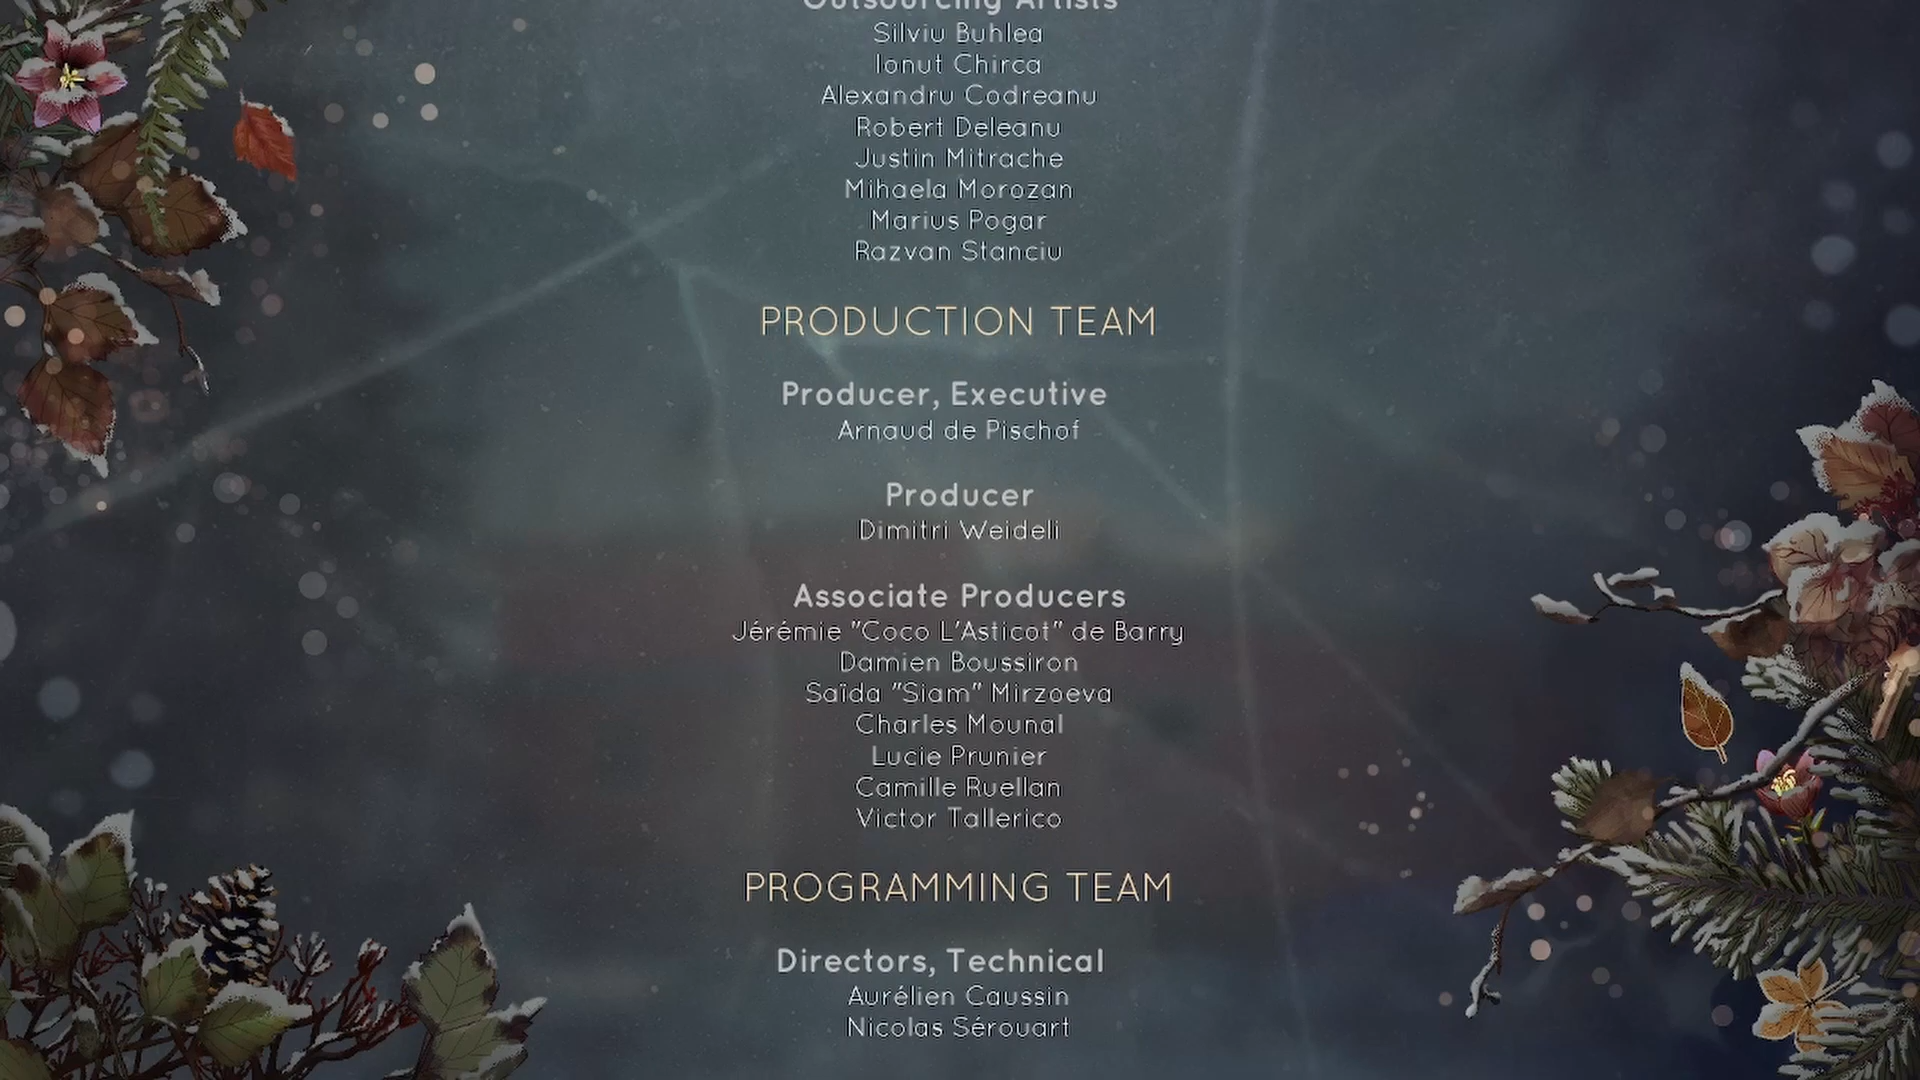 Outsourcing Artists
Silviu Buhlea
Ionut Chirca
Alexandru Codreanu
Robert Deleanu
Justin Mitrache
Mihaela Morozan
Marius Pogar
Razvan Stanciu
PRODUCTION TEAM
Producer, Executive
Arnaud de Pischof
Producer
Dimitri Weideli
Associate Producers
Jérémie "Coco L'Asticot" de Barry
Damien Boussiron
Saïda "Siam" Mirzoeva
Charles Mounal
Lucie Prunier
Camille Ruellan
Victor Tallerico
PROGRAMMING TEAM
Directors, Technical
Aurélien Caussin
Nicolas Sérouart